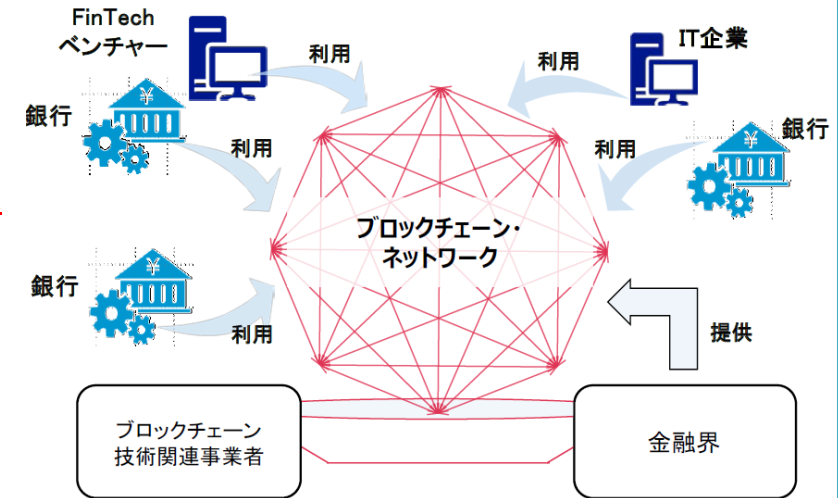 FinTech
ベンチャー
利用
利用
IT企業
銀行
利用
利用
銀行
ブロックチェーン・
ネットワーク
銀行
利用
提供
ブロックチェーン
技術関連事業者
金融界